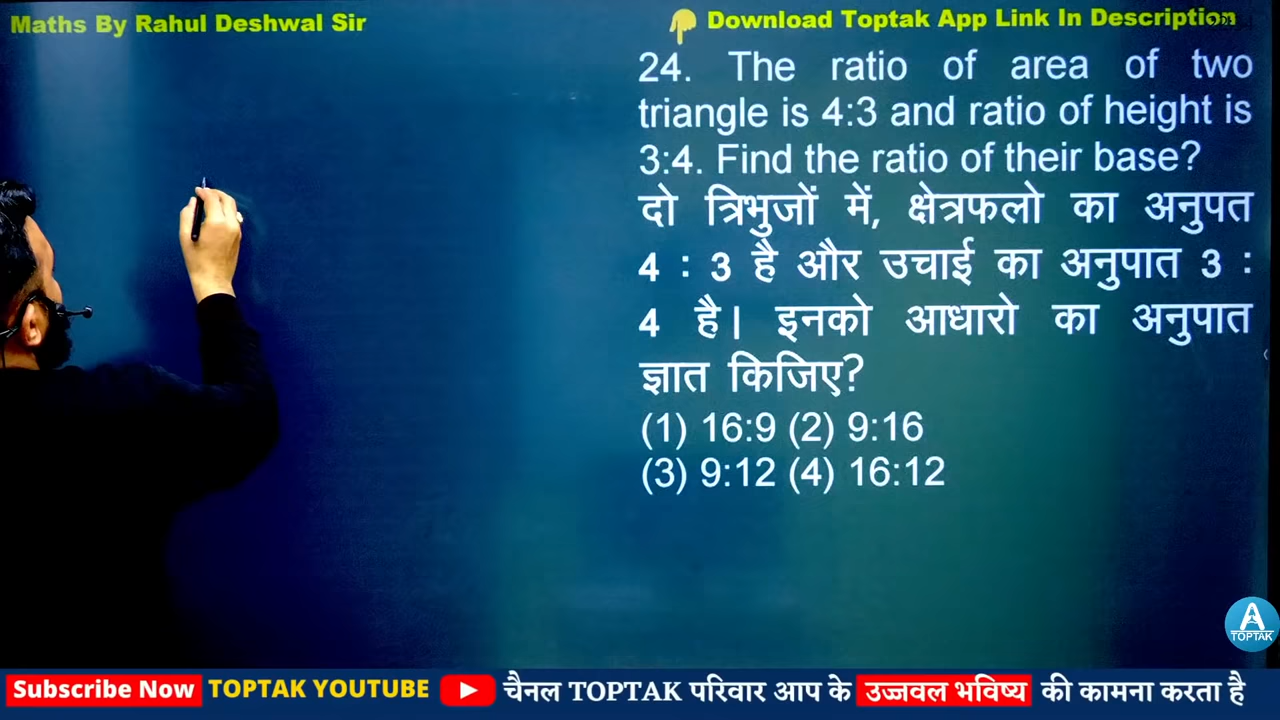 Maths By Rahul Deshwal Sir
Download Toptak App Link In Description
24. The ratio of area of two
triangle is 4:3 and ratio of height is
3:4. Find the ratio of their base?
दो त्रिभुजों में, क्षेत्रफलो का अनुपत
4 : 3 है और उचाई का अनुपात 3 :
4 है। इनको आधारो का अनुपात
ज्ञात किजिए?
(1) 16:9 (2) 9:16
(3) 9:12 (4) 16:12
A
TOPTAK
Subscribe Now TOPTAK YOUTUBE चैनल TOPTAK परिवार आप के उज्जवल भविष्य की कामना करता है